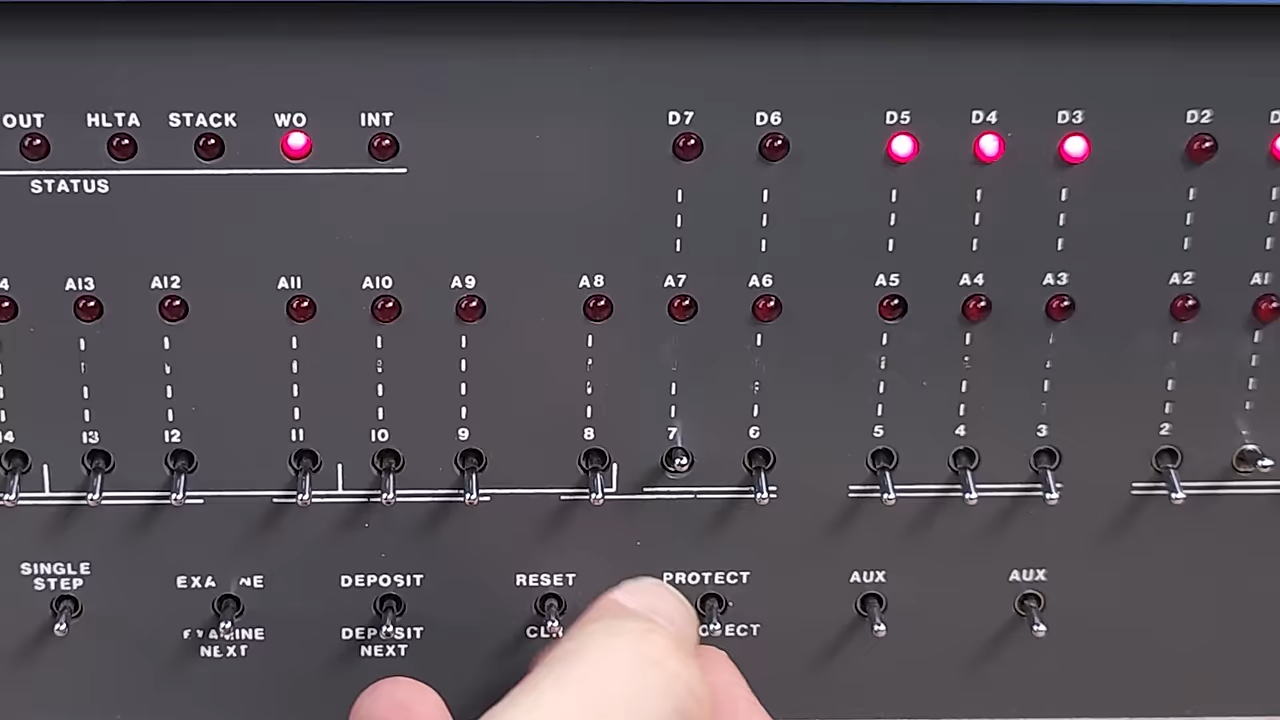 OUT HLTA STACK WO INT D7 D6 D5 D4 D3 D2
STATUS
A13 A12 A11 A10 A9 A8 A7 A6 A5 A4 A3 A2 A1
13 12 11 10 9 8 7 6 5 4 3 2
SINGLE STEP
DEPOSIT
RESET
PROTECT
AUX
AUX
DEPOSIT NEXT
NEXT